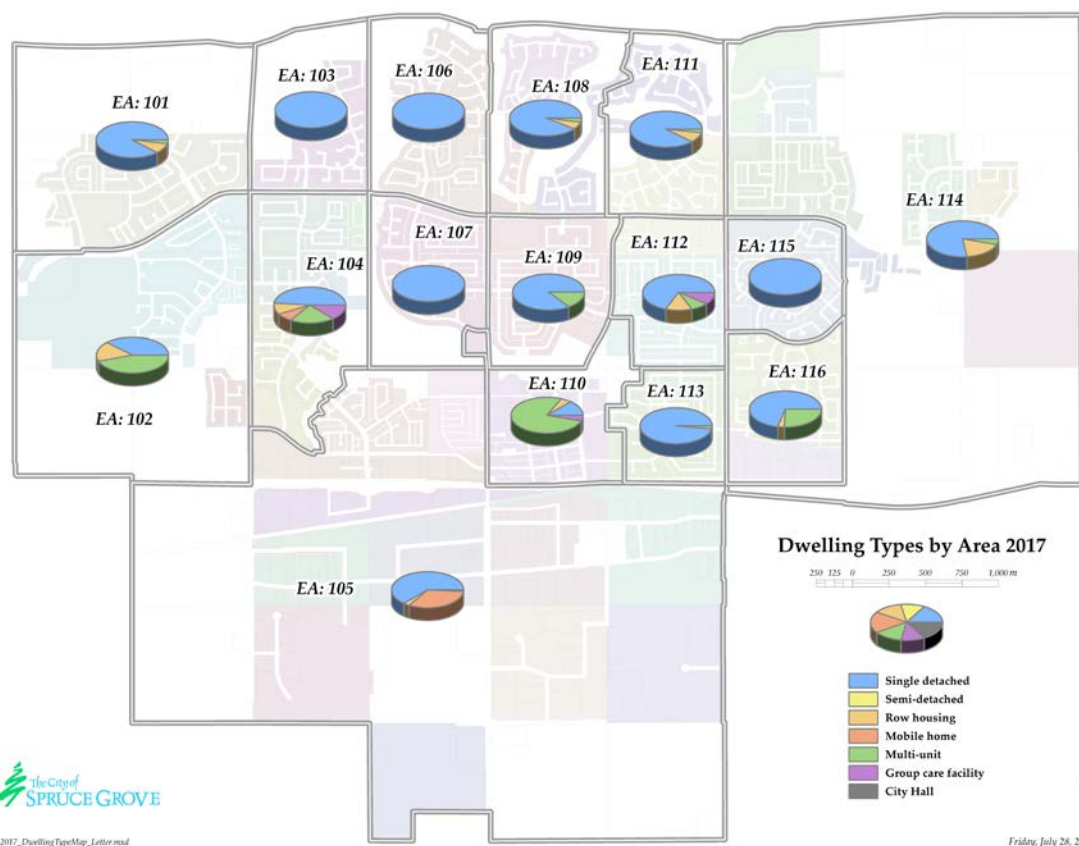 EA: 101
EA: 103
EA: 106
EA: 108
EA: 111
EA: 114
EA: 102
EA: 104
EA: 107
EA: 109
EA: 112
EA: 115
EA: 110
EA: 113
EA: 116
EA: 105
Dwelling Types by Area 2017
250 125 0 250 500 750 1,000 m
Single detached
Semi-detached
Row housing
Mobile home
Multi-unit
Group care facility
City Hall
The City of
SPRUCE GROVE
2017_DwellingTypeMap_Letter.mxd
Friday, July 28, 2